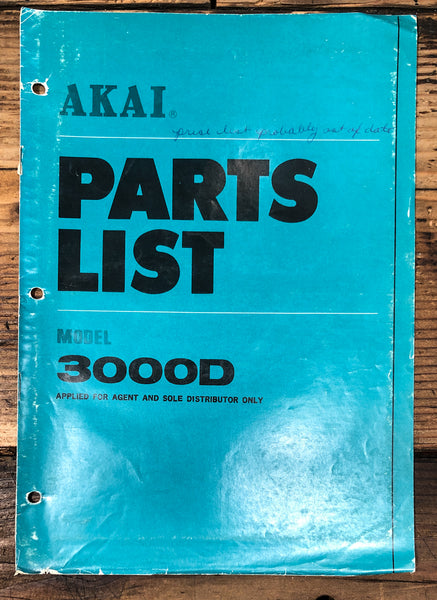 AKAI®
price list probably out of date
PARTS
LIST
MODEL
3000D
APPLIED FOR AGENT AND SOLE DISTRIBUTOR ONLY